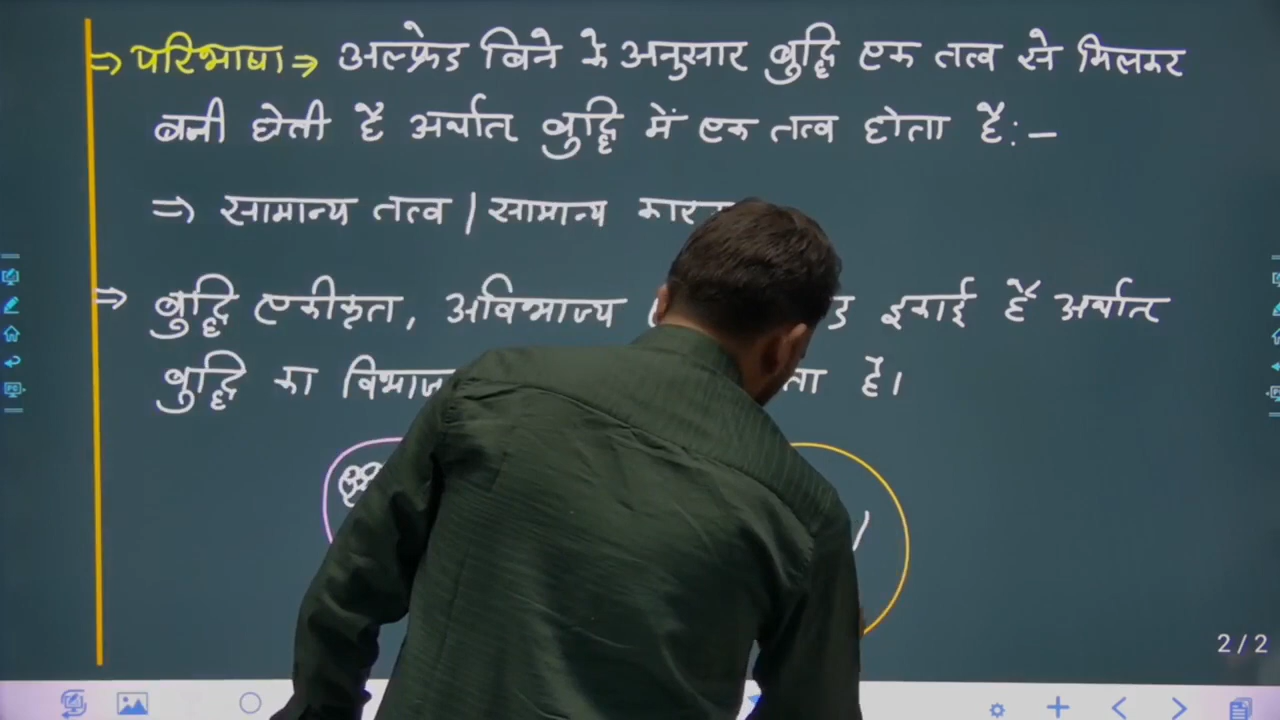 ⇒ परिभाषा ⇒ अल्फ्रेड बिने के अनुसार बुद्धि एक तत्व से मिलकर
बनी होती है अर्थात बुद्धि में एक तत्व होता है:-
⇒ सामान्य तत्व / सामान्य
⇒ बुद्धि एकीकृत, अविभाज्य इकाई है अर्थात
बुद्धि का है।
2/2